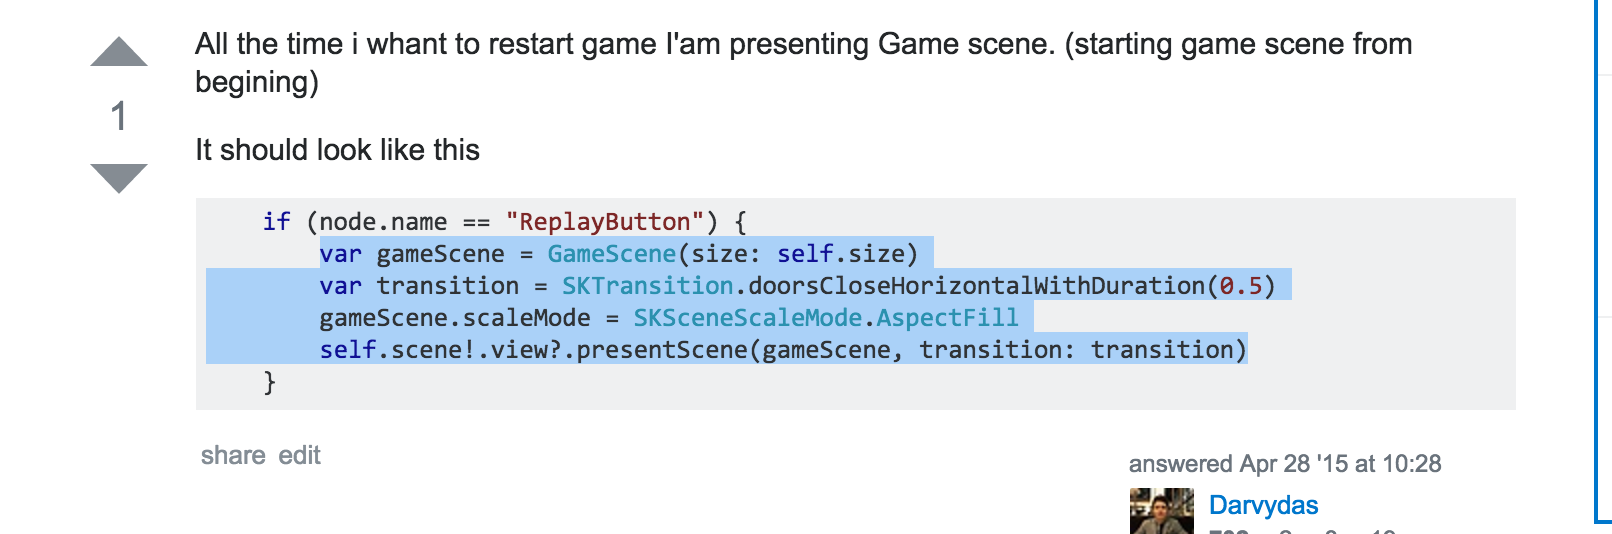 All the time i whant to restart game I'am presenting Game scene. (starting game scene from
begining)
1
It should look like this
if (node.name == "ReplayButton") {
var gameScene = GameScene(size: self.size)
var transition = SKTransition.doorsCloseHorizontalWithDuration(0.5)
gameScene.scaleMode = SKSceneScaleMode.AspectFill
self.scene!.view?.presentScene(gameScene, transition: transition)
}
share edit
answered Apr 28 '15 at 10:28
Darvydas